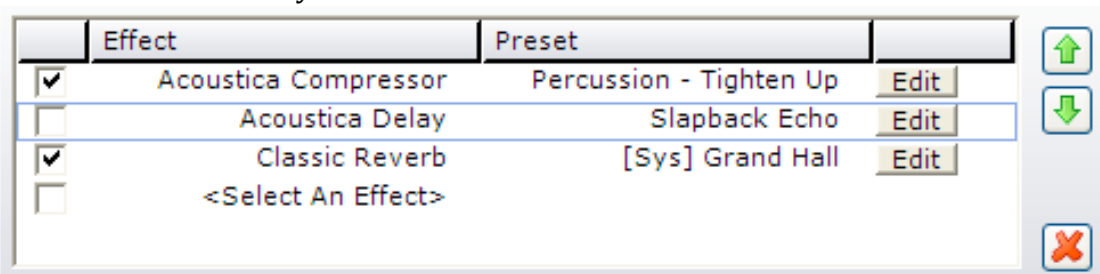 Effect Preset
Acoustica Compressor Percussion - Tighten Up Edit
Acoustica Delay Slapback Echo Edit
Classic Reverb [Sys] Grand Hall Edit
<Select An Effect>